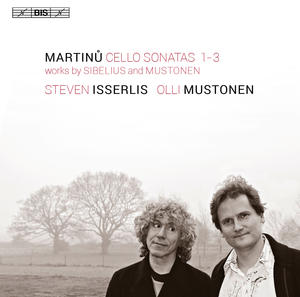 BIS
MARTINŮ CELLO SONATAS 1–3
works by SIBELIUS and MUSTONEN
STEVEN ISSERLIS OLLI MUSTONEN